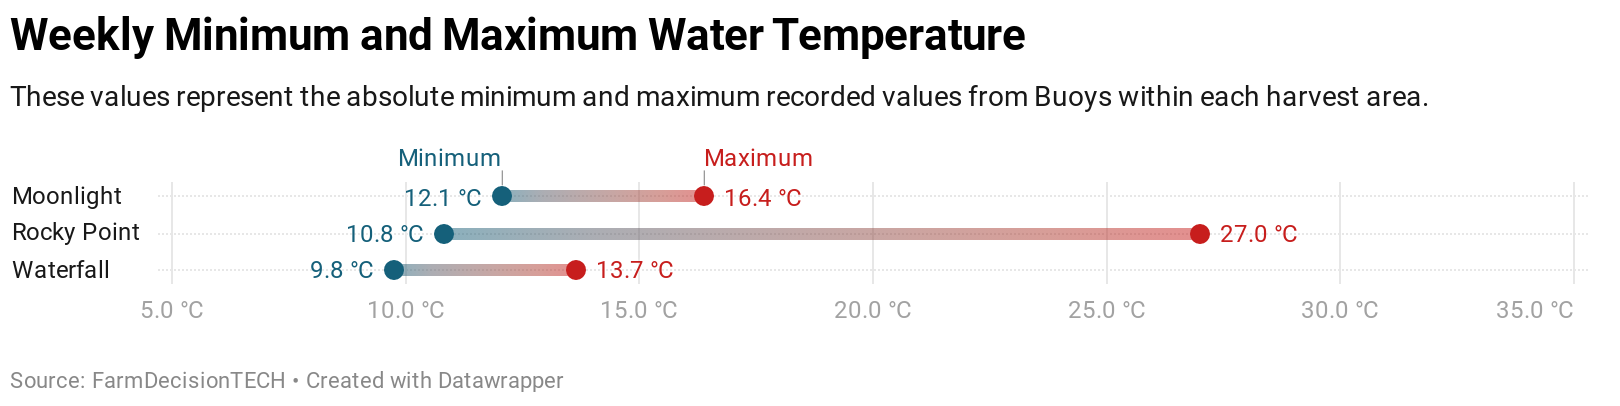 Weekly Minimum and Maximum Water Temperature
These values represent the absolute minimum and maximum recorded values from Buoys within each harvest area.
Minimum Maximum
Moonlight 12.1 °C 16.4 °C
Rocky Point 10.8 °C 27.0 °C
Waterfall 9.8 °C 13.7 °C
5.0 °C 10.0 °C 15.0 °C 20.0 °C 25.0 °C 30.0 °C 35.0 °C
Source: FarmDecisionTECH • Created with Datawrapper